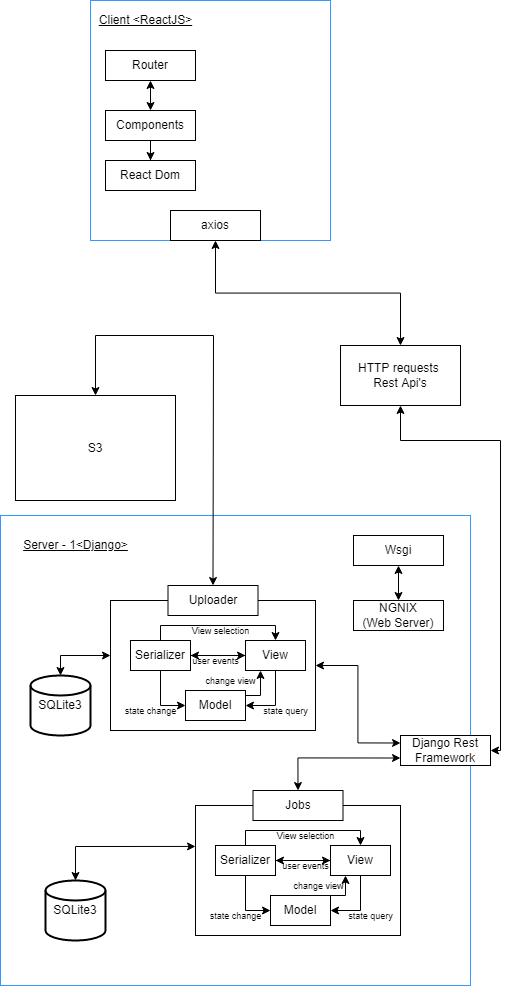 Client <ReactJS>
Router
Components
React Dom
axios
HTTP requests
Rest Api's
S3
Server - 1<Django>
Wsgi
NGNIX
(Web Server)
Uploader
View selection
Serializer
user events
View
change view
Model
state change
state query
SQLite3
Django Rest
Framework
Jobs
View selection
Serializer
user events
View
change view
Model
state change
state query
SQLite3